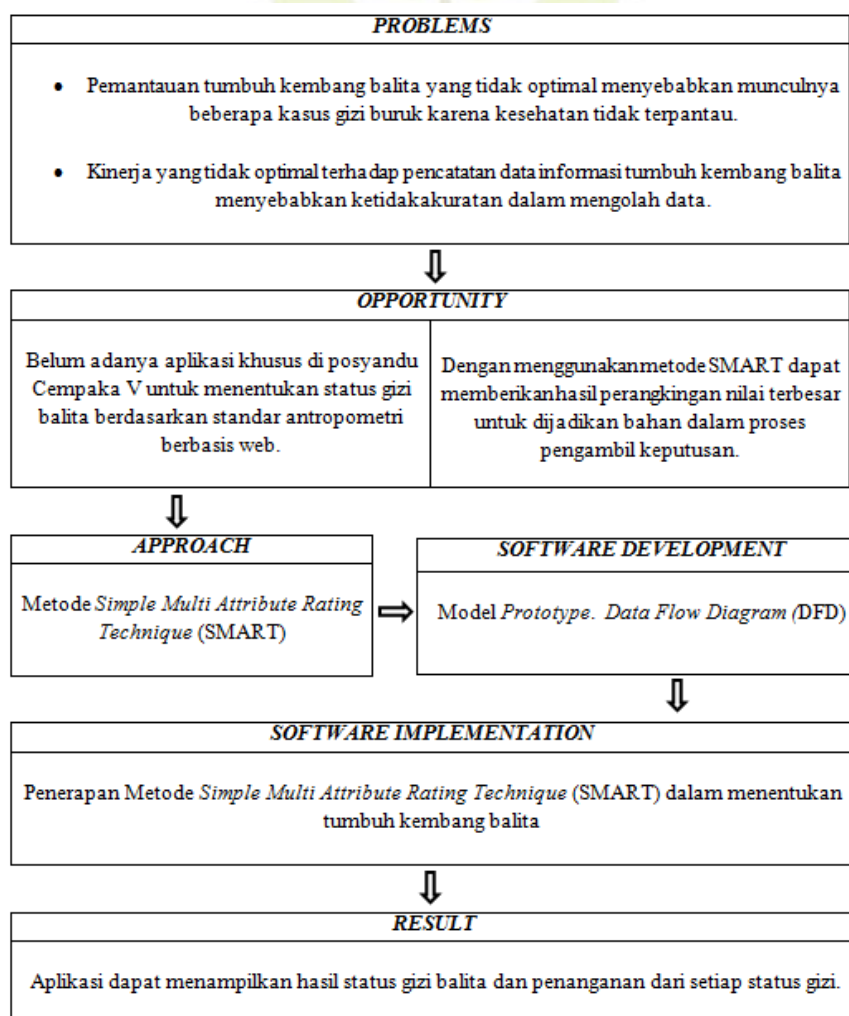 PROBLEMS
• Pemantauan tumbuh kembang balita yang tidak optimal menyebabkan munculnya
beberapa kasus gizi buruk karena kesehatan tidak terpantau.
• Kinerja yang tidak optimal terhadap pencatatan data informasi tumbuh kembang balita
menyebabkan ketidakakuratan dalam mengolah data.
OPPORTUNITY
Belum adanya aplikasi khusus di posyandu
Cempaka V untuk menentukan status gizi
balita berdasarkan standar antropometri
berbasis web.
Dengan menggunakan metode SMART dapat
memberikan hasil perangkingan nilai terbesar
untuk dijadikan bahan dalam proses
pengambil keputusan.
APPROACH
Metode Simple Multi Attribute Rating
Technique (SMART)
SOFTWARE DEVELOPMENT
Model Prototype. Data Flow Diagram (DFD)
SOFTWARE IMPLEMENTATION
Penerapan Metode Simple Multi Attribute Rating Technique (SMART) dalam menentukan
tumbuh kembang balita
RESULT
Aplikasi dapat menampilkan hasil status gizi balita dan penanganan dari setiap status gizi.